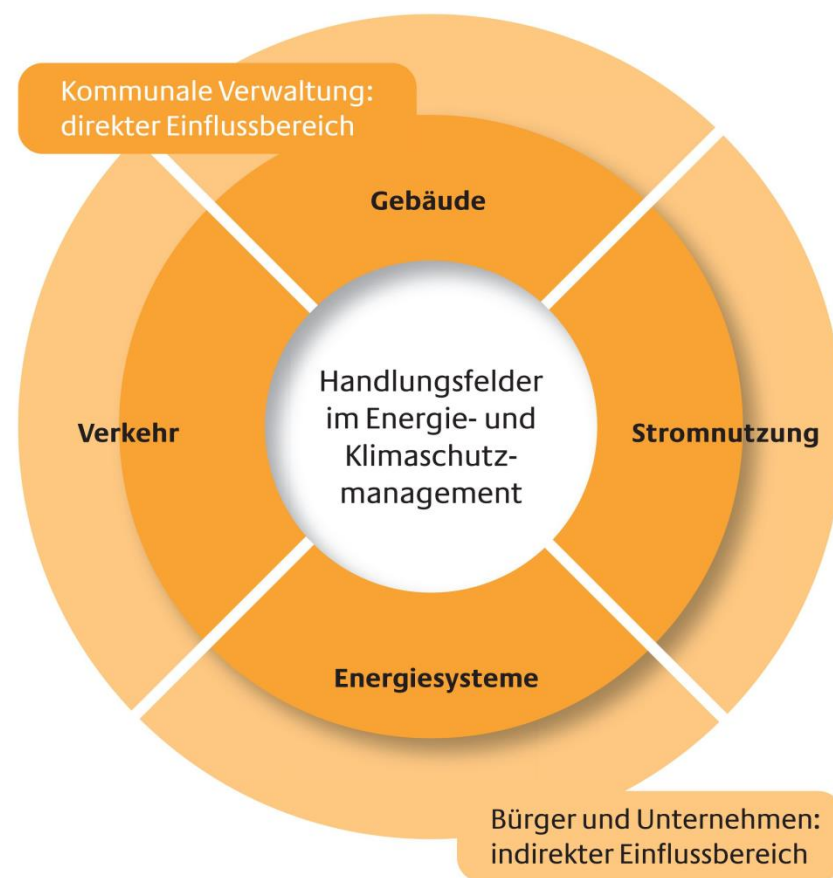 Kommunale Verwaltung:
direkter Einflussbereich
Gebäude
Handlungsfelder
im Energie- und
Klimaschutz-
management
Verkehr
Stromnutzung
Energiesysteme
Bürger und Unternehmen:
indirekter Einflussbereich